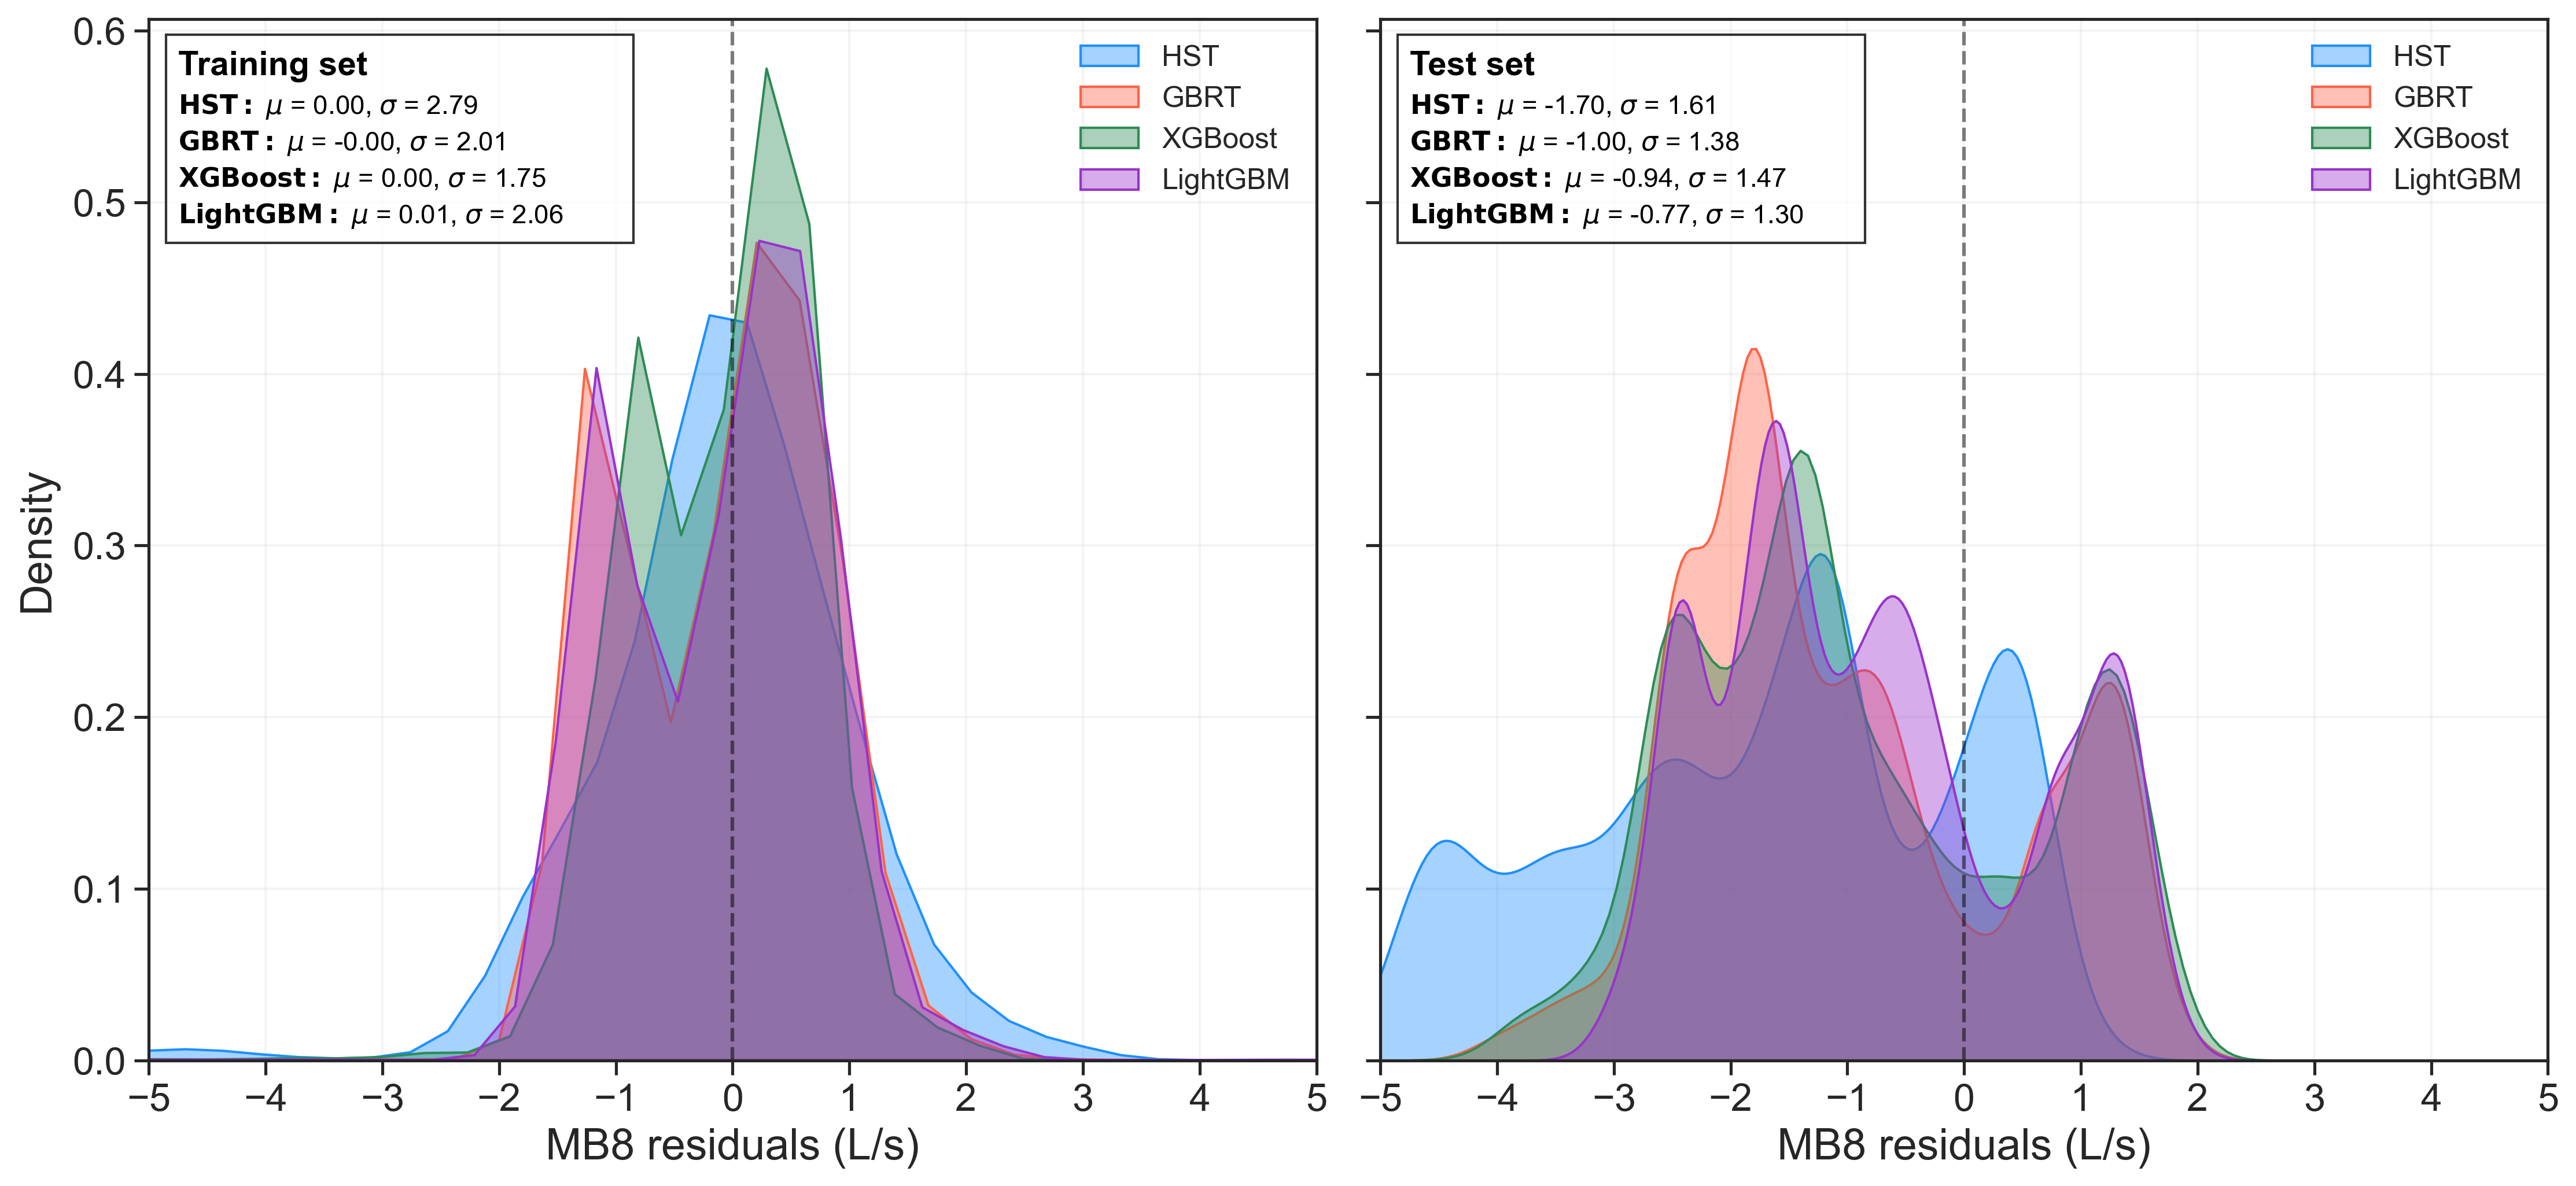 Training set
HST: μ = 0.00, σ = 2.79
GBRT: μ = -0.00, σ = 2.01
XGBoost: μ = 0.00, σ = 1.75
LightGBM: μ = 0.01, σ = 2.06
HST
GBRT
XGBoost
LightGBM
0.6
0.5
0.4
0.3
0.2
0.1
0.0
Density
−5 −4 −3 −2 −1 0 1 2 3 4 5
MB8 residuals (L/s)
Test set
HST: μ = -1.70, σ = 1.61
GBRT: μ = -1.00, σ = 1.38
XGBoost: μ = -0.94, σ = 1.47
LightGBM: μ = -0.77, σ = 1.30
HST
GBRT
XGBoost
LightGBM
−5 −4 −3 −2 −1 0 1 2 3 4 5
MB8 residuals (L/s)